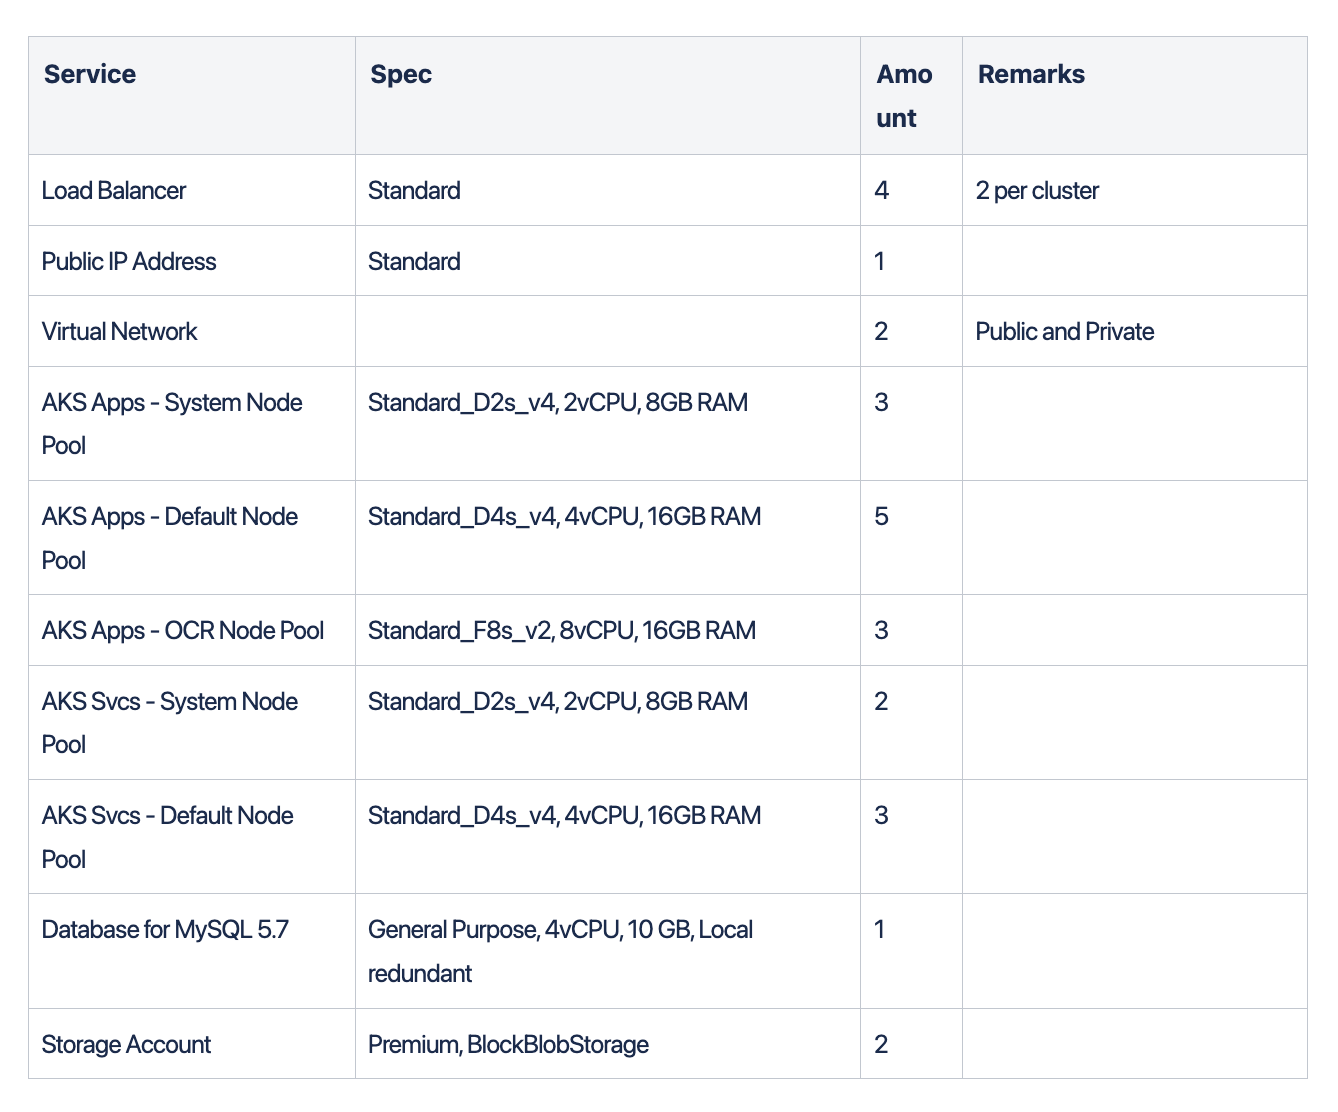 Service Spec Amo Remarks
unt
Load Balancer Standard 4 2 per cluster
Public IP Address Standard 1
Virtual Network 2 Public and Private
AKS Apps - System Node Standard_D2s_v4, 2vCPU, 8GB RAM 3
Pool
AKS Apps - Default Node Standard_D4s_v4, 4vCPU, 16GB RAM 5
Pool
AKS Apps - OCR Node Pool Standard_F8s_v2, 8vCPU, 16GB RAM 3
AKS Svcs - System Node Standard_D2s_v4, 2vCPU, 8GB RAM 2
Pool
AKS Svcs - Default Node Standard_D4s_v4, 4vCPU, 16GB RAM 3
Pool
Database for MySQL 5.7 General Purpose, 4vCPU, 10 GB, Local 1
redundant
Storage Account Premium, BlockBlobStorage 2